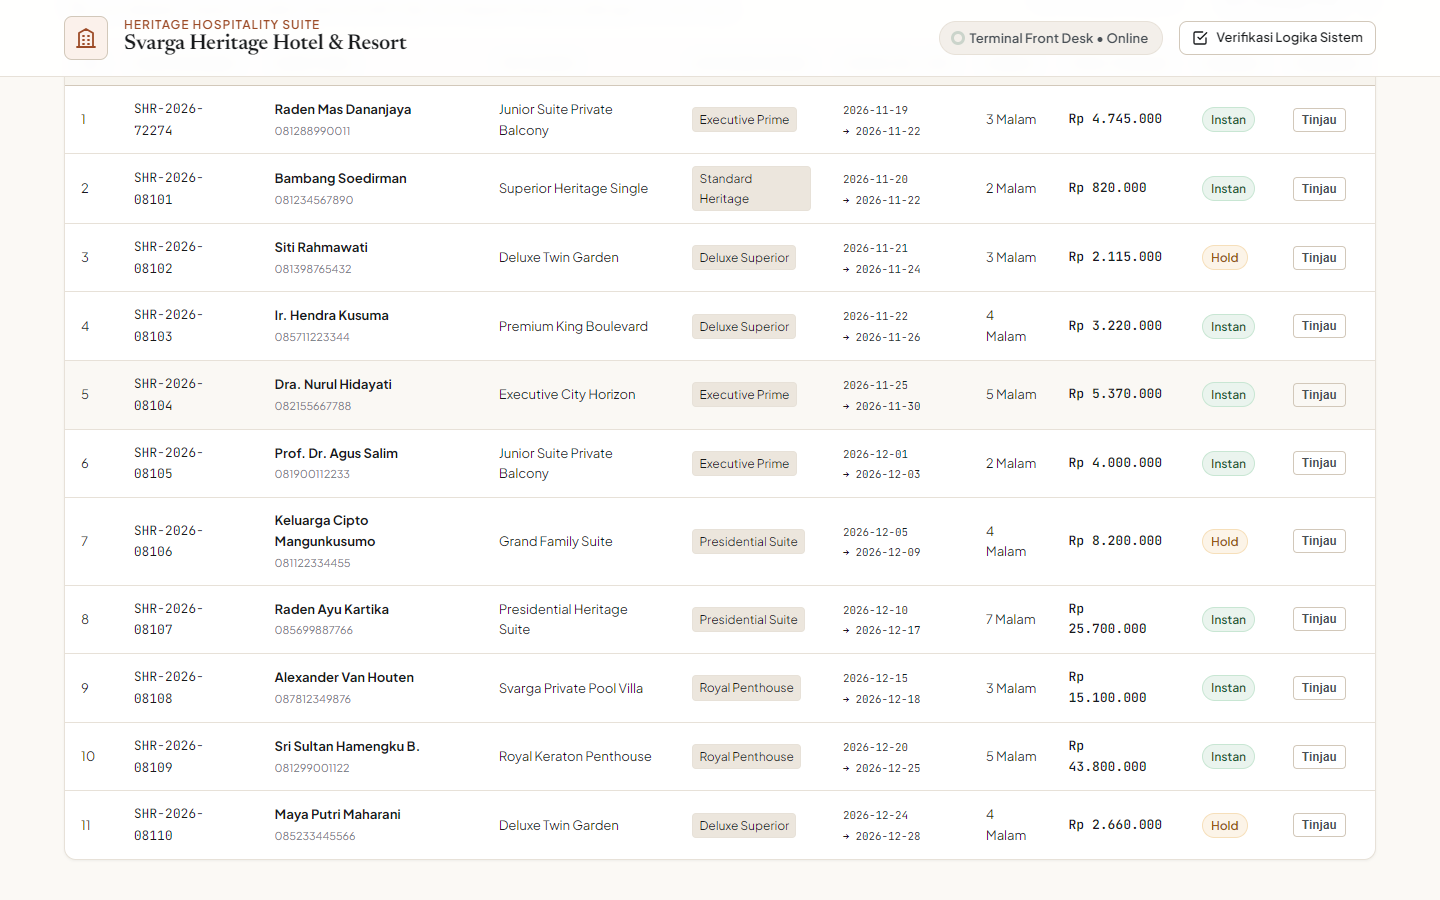 HERITAGE HOSPITALITY SUITE
Svarga Heritage Hotel & Resort
Terminal Front Desk • Online
Verifikasi Logika Sistem
1 SHR-2026-72274 Raden Mas Dananjaya 081288990011 Junior Suite Private Balcony Executive Prime 2026-11-19 → 2026-11-22 3 Malam Rp 4.745.000 Instan Tinjau
2 SHR-2026-08101 Bambang Soedirman 081234567890 Superior Heritage Single Standard Heritage 2026-11-20 → 2026-11-22 2 Malam Rp 820.000 Instan Tinjau
3 SHR-2026-08102 Siti Rahmawati 081398765432 Deluxe Twin Garden Deluxe Superior 2026-11-21 → 2026-11-24 3 Malam Rp 2.115.000 Hold Tinjau
4 SHR-2026-08103 Ir. Hendra Kusuma 085711223344 Premium King Boulevard Deluxe Superior 2026-11-22 → 2026-11-26 4 Malam Rp 3.220.000 Instan Tinjau
5 SHR-2026-08104 Dra. Nurul Hidayati 082155667788 Executive City Horizon Executive Prime 2026-11-25 → 2026-11-30 5 Malam Rp 5.370.000 Instan Tinjau
6 SHR-2026-08105 Prof. Dr. Agus Salim 081900112233 Junior Suite Private Balcony Executive Prime 2026-12-01 → 2026-12-03 2 Malam Rp 4.000.000 Instan Tinjau
7 SHR-2026-08106 Keluarga Cipto Mangunkusumo 081122334455 Grand Family Suite Presidential Suite 2026-12-05 → 2026-12-09 4 Malam Rp 8.200.000 Hold Tinjau
8 SHR-2026-08107 Raden Ayu Kartika 085699887766 Presidential Heritage Suite Presidential Suite 2026-12-10 → 2026-12-17 7 Malam Rp 25.700.000 Instan Tinjau
9 SHR-2026-08108 Alexander Van Houten 087812349876 Svarga Private Pool Villa Royal Penthouse 2026-12-15 → 2026-12-18 3 Malam Rp 15.100.000 Instan Tinjau
10 SHR-2026-08109 Sri Sultan Hamengku B. 081299001122 Royal Keraton Penthouse Royal Penthouse 2026-12-20 → 2026-12-25 5 Malam Rp 43.800.000 Instan Tinjau
11 SHR-2026-08110 Maya Putri Maharani 085233445566 Deluxe Twin Garden Deluxe Superior 2026-12-24 → 2026-12-28 4 Malam Rp 2.660.000 Hold Tinjau